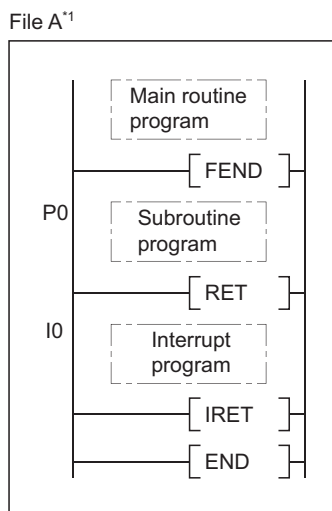 File A*1
Main routine
program
FEND
P0
Subroutine
program
RET
I0
Interrupt
program
IRET
END